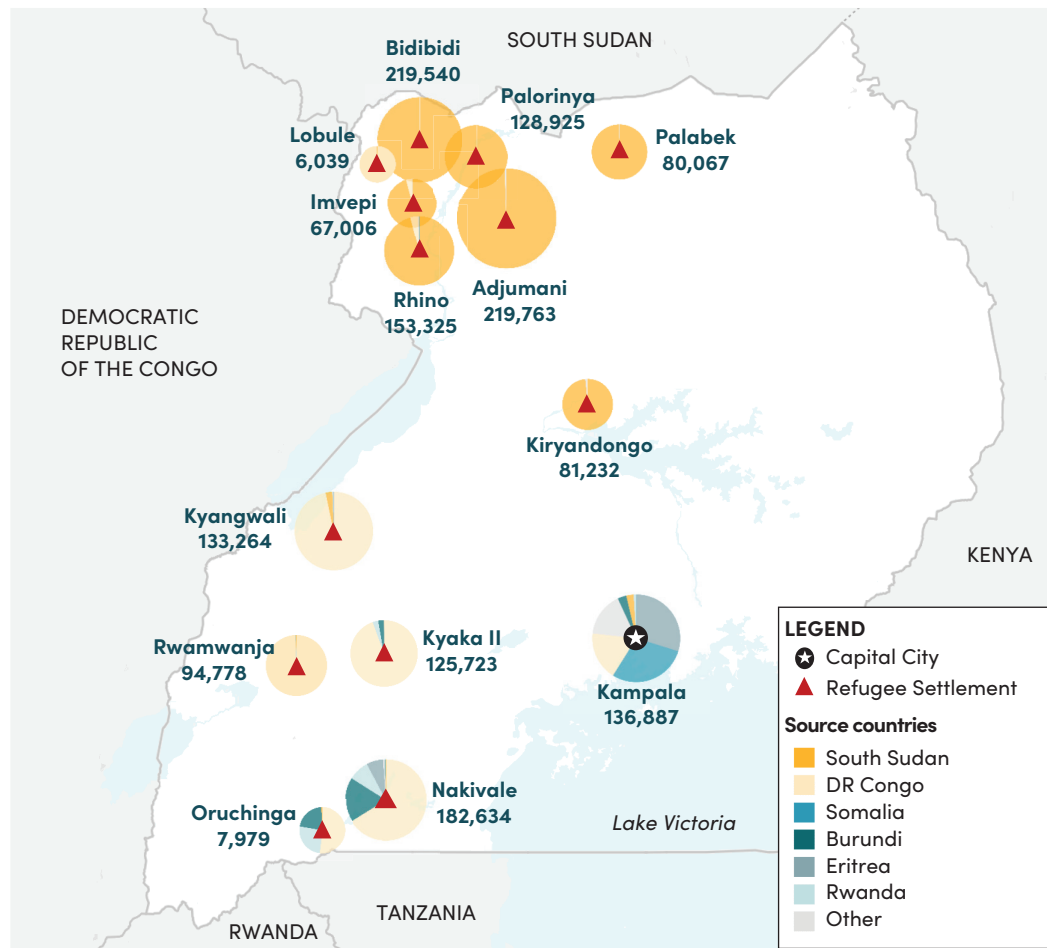 SOUTH SUDAN
Bidibidi
219,540
Palorinya
128,925
Lobule
6,039
Palabek
80,067
Imvepi
67,006
Rhino
153,325
Adjumani
219,763
DEMOCRATIC
REPUBLIC
OF THE CONGO
Kiryandongo
81,232
Kyangwali
133,264
KENYA
Rwamwanja
94,778
Kyaka II
125,723
Kampala
136,887
Nakivale
182,634
Oruchinga
7,979
Lake Victoria
TANZANIA
RWANDA
LEGEND
Capital City
Refugee Settlement
Source countries
South Sudan
DR Congo
Somalia
Burundi
Eritrea
Rwanda
Other